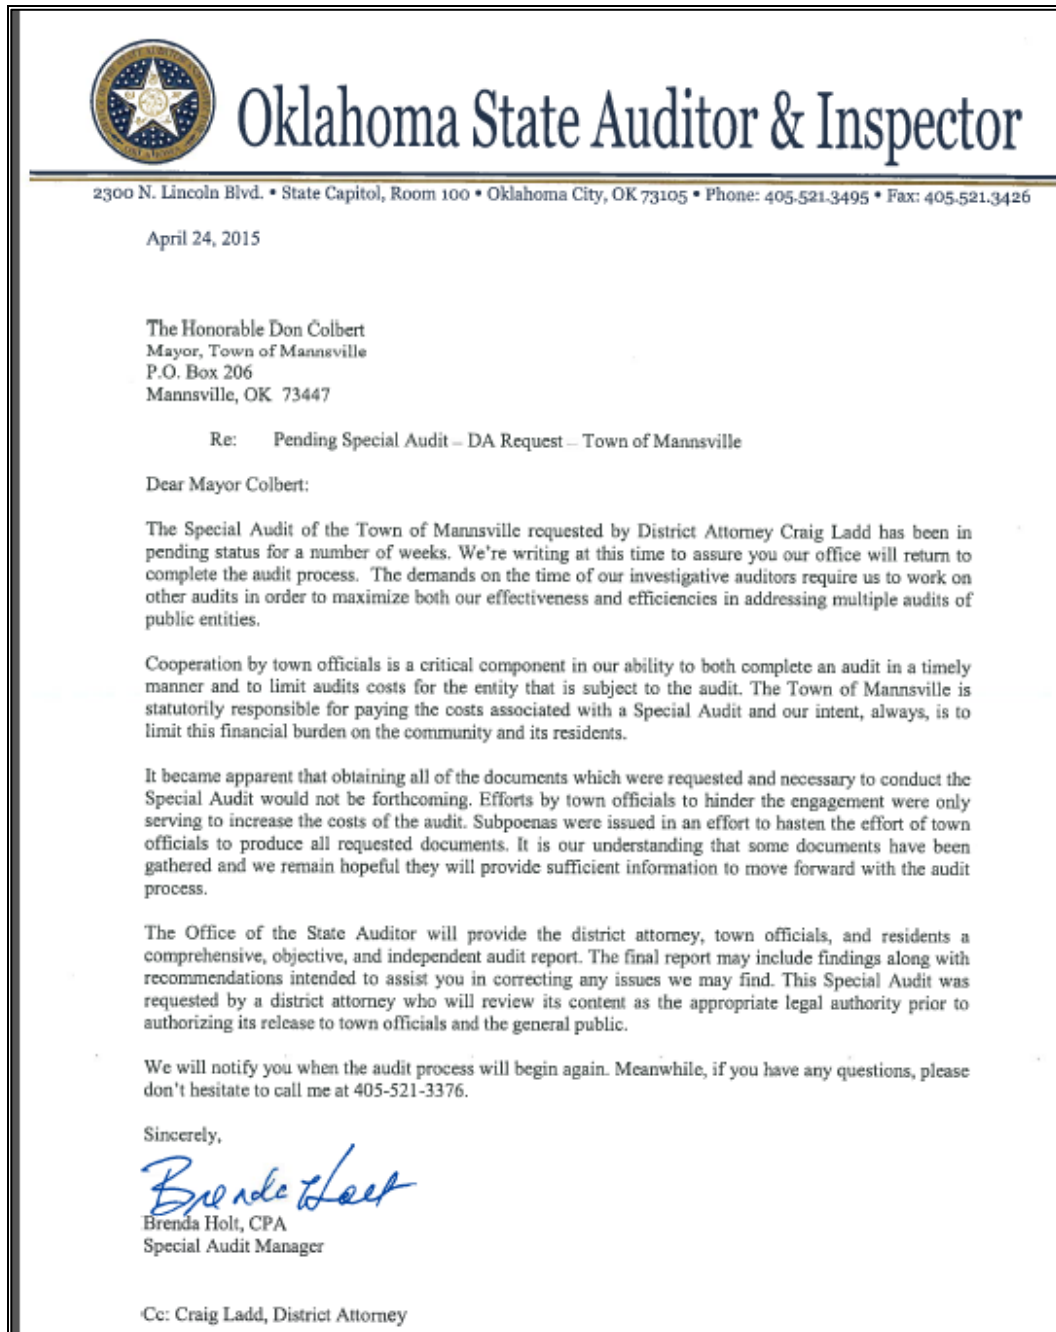 Oklahoma State Auditor & Inspector
2300 N. Lincoln Blvd. • State Capitol, Room 100 • Oklahoma City, OK 73105 • Phone: 405.521.3495 • Fax: 405.521.3426
April 24, 2015
The Honorable Don Colbert
Mayor, Town of Mannsville
P.O. Box 206
Mannsville, OK 73447
Re: Pending Special Audit – DA Request – Town of Mannsville
Dear Mayor Colbert:
The Special Audit of the Town of Mannsville requested by District Attorney Craig Ladd has been in
pending status for a number of weeks. We're writing at this time to assure you our office will return to
complete the audit process. The demands on the time of our investigative auditors require us to work on
other audits in order to maximize both our effectiveness and efficiencies in addressing multiple audits of
public entities.
Cooperation by town officials is a critical component in our ability to both complete an audit in a timely
manner and to limit audits costs for the entity that is subject to the audit. The Town of Mannsville is
statutorily responsible for paying the costs associated with a Special Audit and our intent, always, is to
limit this financial burden on the community and its residents.
It became apparent that obtaining all of the documents which were requested and necessary to conduct the
Special Audit would not be forthcoming. Efforts by town officials to hinder the engagement were only
serving to increase the costs of the audit. Subpoenas were issued in an effort to hasten the effort of town
officials to produce all requested documents. It is our understanding that some documents have been
gathered and we remain hopeful they will provide sufficient information to move forward with the audit
process.
The Office of the State Auditor will provide the district attorney, town officials, and residents a
comprehensive, objective, and independent audit report. The final report may include findings along with
recommendations intended to assist you in correcting any issues we may find. This Special Audit was
requested by a district attorney who will review its content as the appropriate legal authority prior to
authorizing its release to town officials and the general public.
We will notify you when the audit process will begin again. Meanwhile, if you have any questions, please
don't hesitate to call me at 405-521-3376.
Sincerely,
Brenda Holt
Brenda Holt, CPA
Special Audit Manager
Cc: Craig Ladd, District Attorney